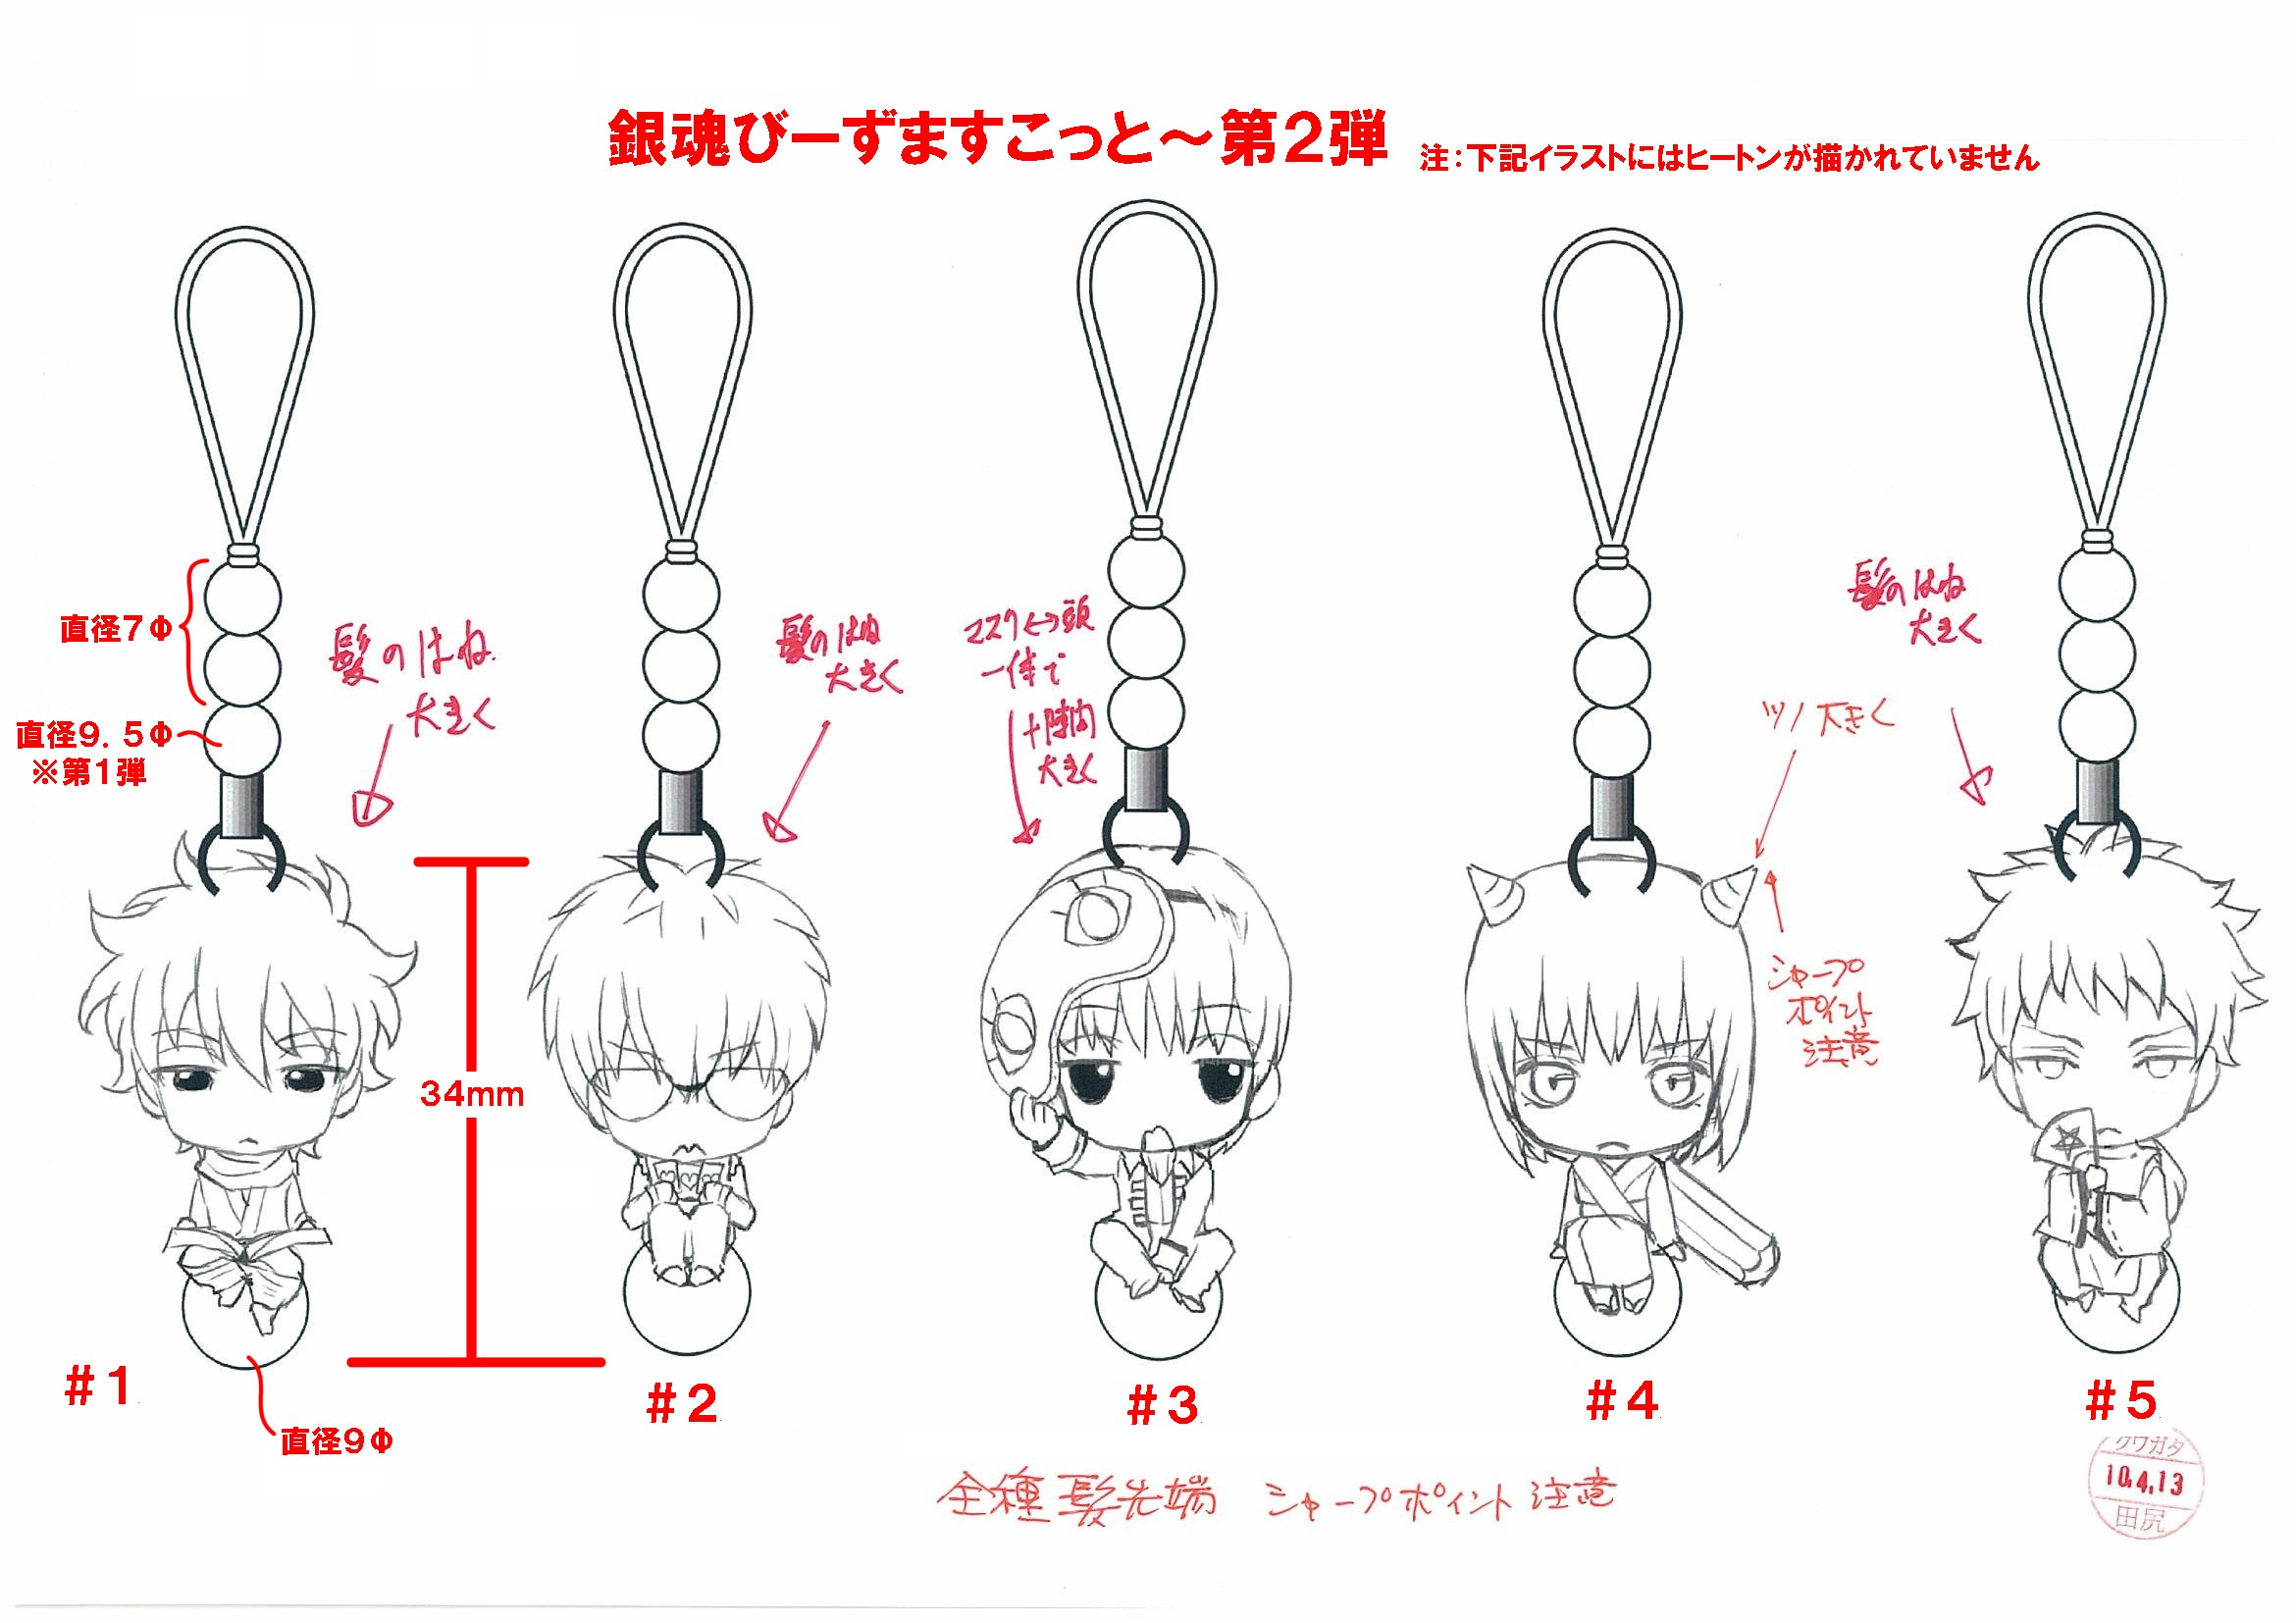 銀魂びーずますこっと～第２弾
注：下記イラストにはヒートンが描かれていません
直径７Φ
直径９．５Φ
※第１弾
髪のはね
大きく
髪のはね
大きく
マスク↔頭
一体で
大きく
ツノ大きく
シャープ
ポイント
注意
髪のはね
大きく
34mm
＃１
＃２
＃３
＃４
＃５
直径９Φ
全種 髪先端 シャープポイント注意
クワガタ
10.4.13
田尻